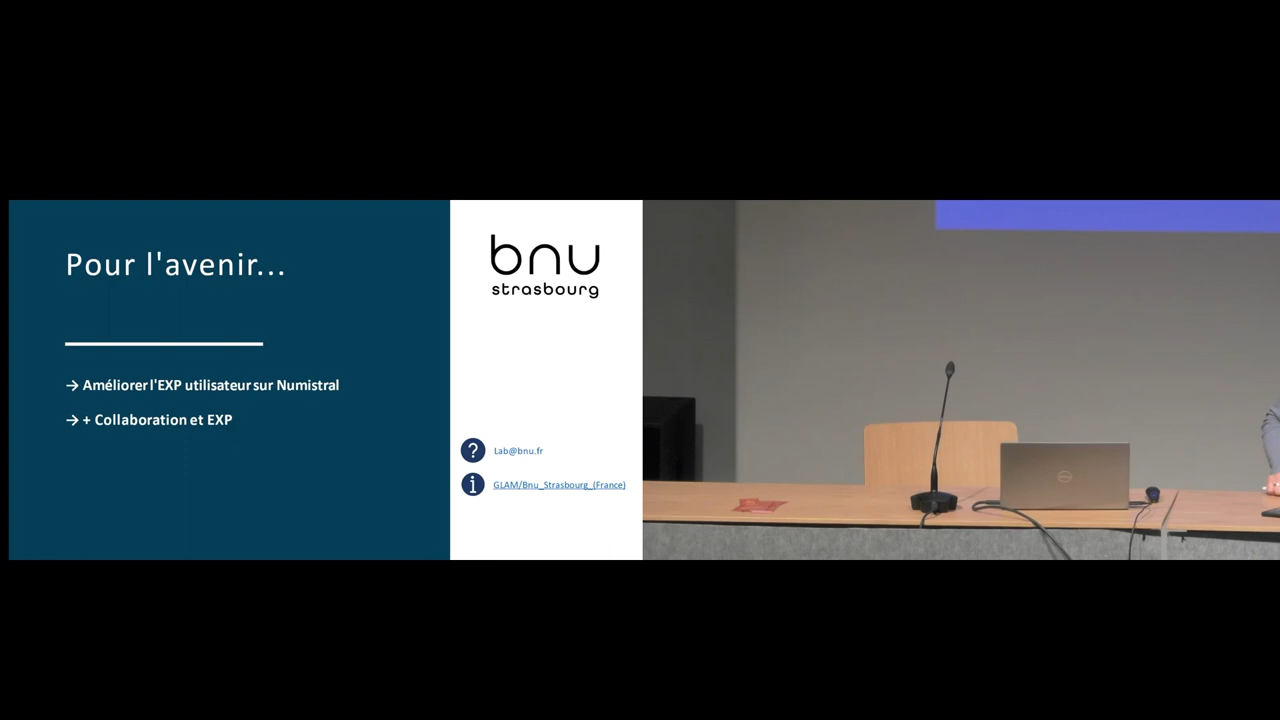 Pour l'avenir...
→ Améliorer l'EXP utilisateur sur Numistral
→ + Collaboration et EXP
bnu
strasbourg
? Lab@bnu.fr
i GLAM/Bnu_Strasbourg_(France)